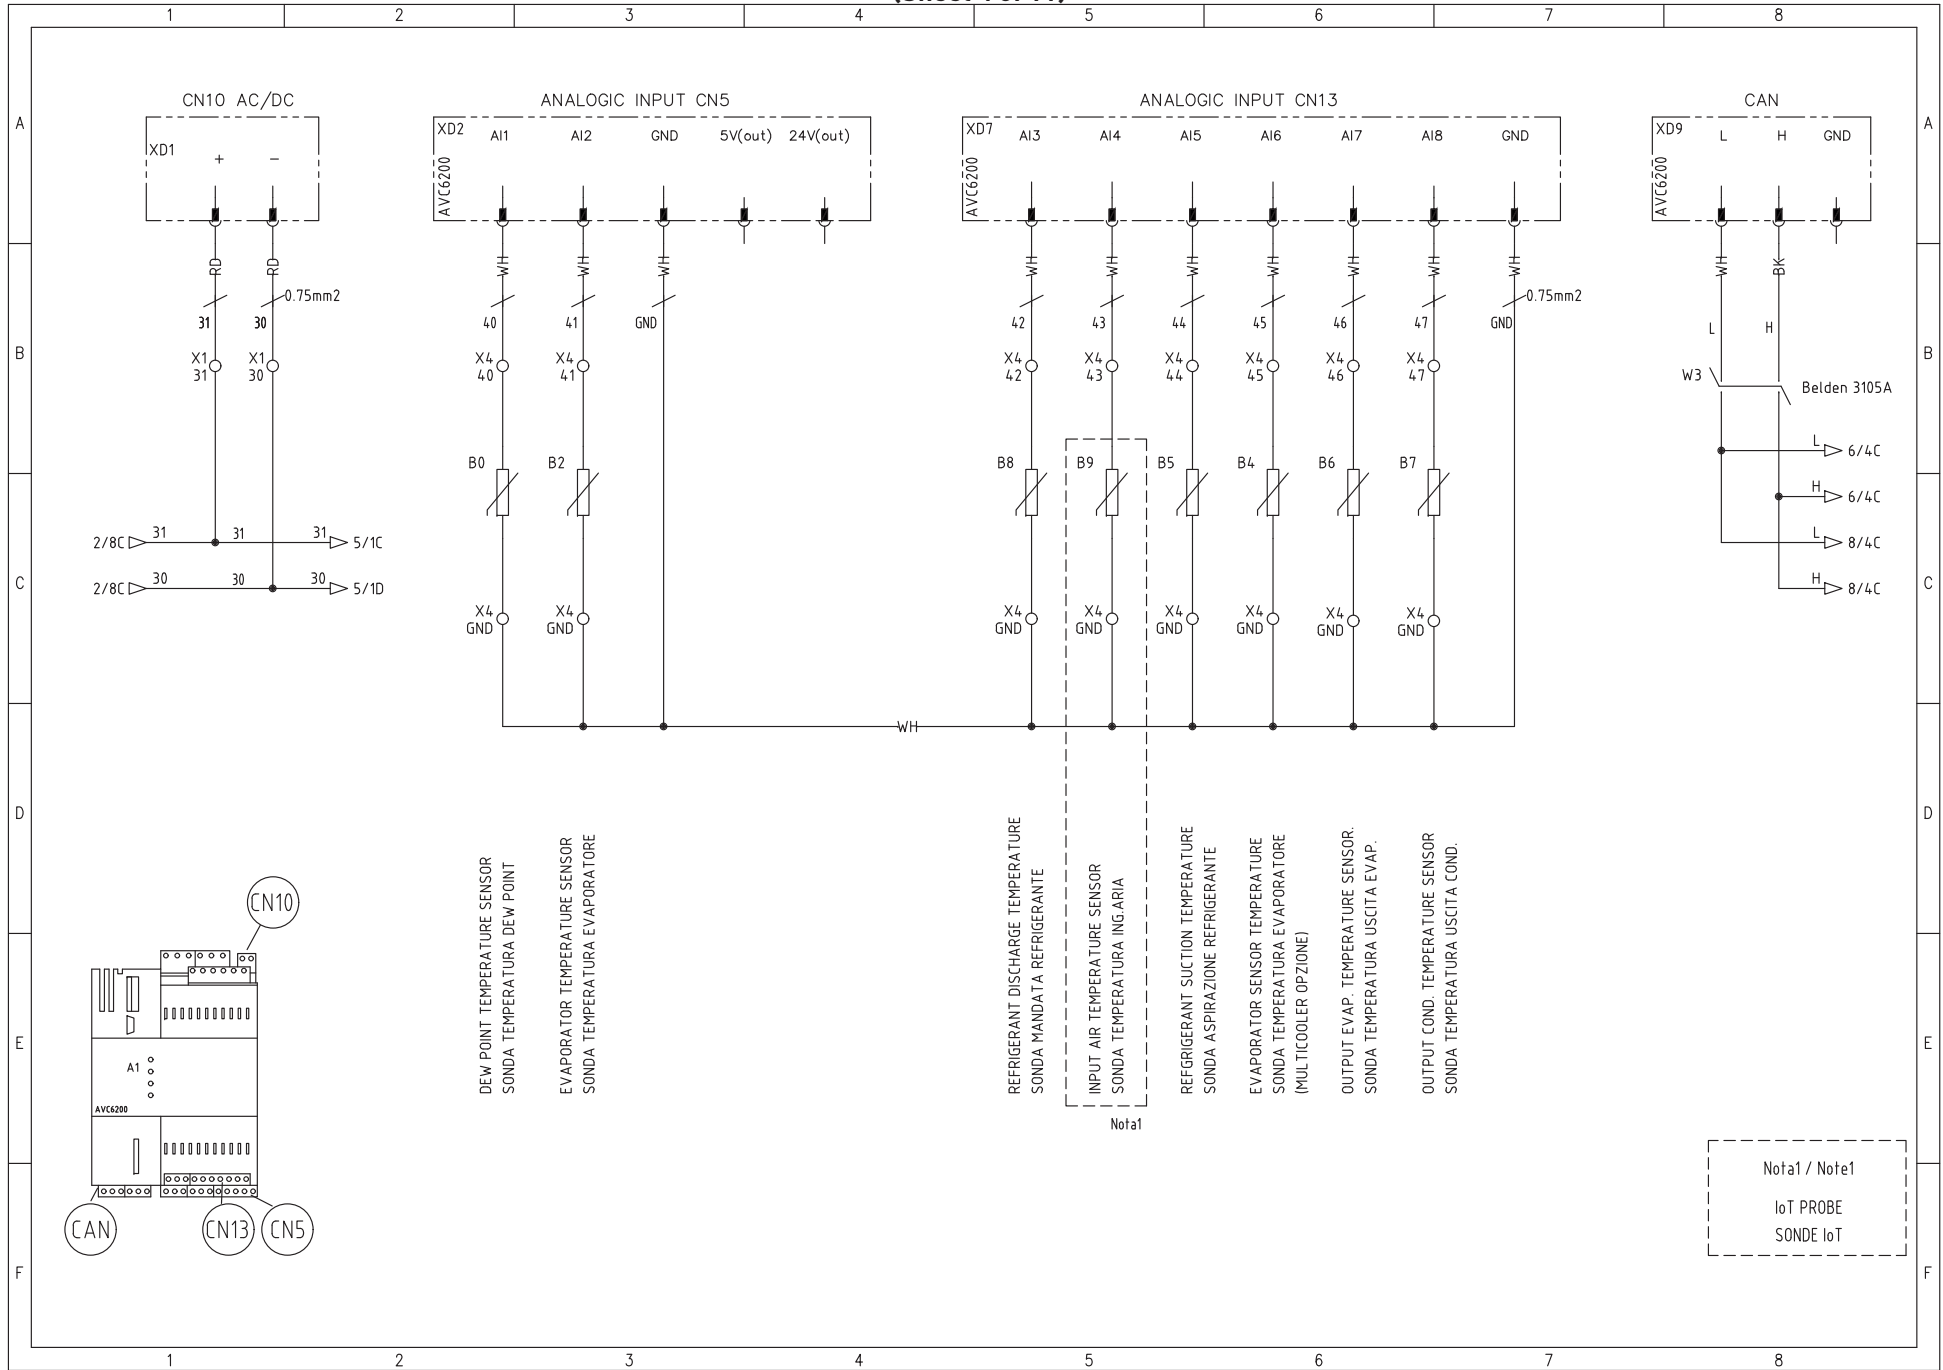 1 2 3 4 5 6 7 8
A
CN10 AC/DC
XD1
+ -
RD RD
0.75mm2
31 30
X1 31
X1 30
2/8C 31 31 31 5/1C
2/8C 30 30 30 5/1D
ANALOGIC INPUT CN5
XD2 AI1 AI2 GND 5V(out) 24V(out)
AVC6200
WH WH WH
40 41 GND
X4 40
X4 41
B0 B2
X4 GND
X4 GND
WH
ANALOGIC INPUT CN13
XD7 AI3 AI4 AI5 AI6 AI7 AI8 GND
AVC6200
WH WH WH WH WH WH WH
0.75mm2
42 43 44 45 46 47 GND
X4 42
X4 43
X4 44
X4 45
X4 46
X4 47
B8 B9 B5 B4 B6 B7
X4 GND
X4 GND
X4 GND
X4 GND
X4 GND
X4 GND
CAN
XD9 L H GND
AVC6200
WH BK
L H
W3 Belden 3105A
L 6/4C
H 6/4C
L 8/4C
H 8/4C
A
B
B
C
C
D
D
E
E
F
F
DEW POINT TEMPERATURE SENSOR
SONDA TEMPERATURA DEW POINT
EVAPORATOR TEMPERATURE SENSOR
SONDA TEMPERATURA EVAPORATORE
REFRIGERANT DISCHARGE TEMPERATURE
SONDA MANDATA REFRIGERANTE
INPUT AIR TEMPERATURE SENSOR
SONDA TEMPERATURA ING.ARIA
Nota1
REFGRIGERANT SUCTION TEMPERATURE
SONDA ASPIRAZIONE REFRIGERANTE
EVAPORATOR SENSOR TEMPERATURE
SONDA TEMPERATURA EVAPORATORE
(MULTICOOLER OPZIONE)
OUTPUT EVAP. TEMPERATURE SENSOR.
SONDA TEMPERATURA USCITA EVAP.
OUTPUT COND. TEMPERATURE SENSOR
SONDA TEMPERATURA USCITA COND.
CN10
A1
AVC6200
CAN CN13 CN5
Nota1 / Note1
IoT PROBE
SONDE IoT
1 2 3 4 5 6 7 8